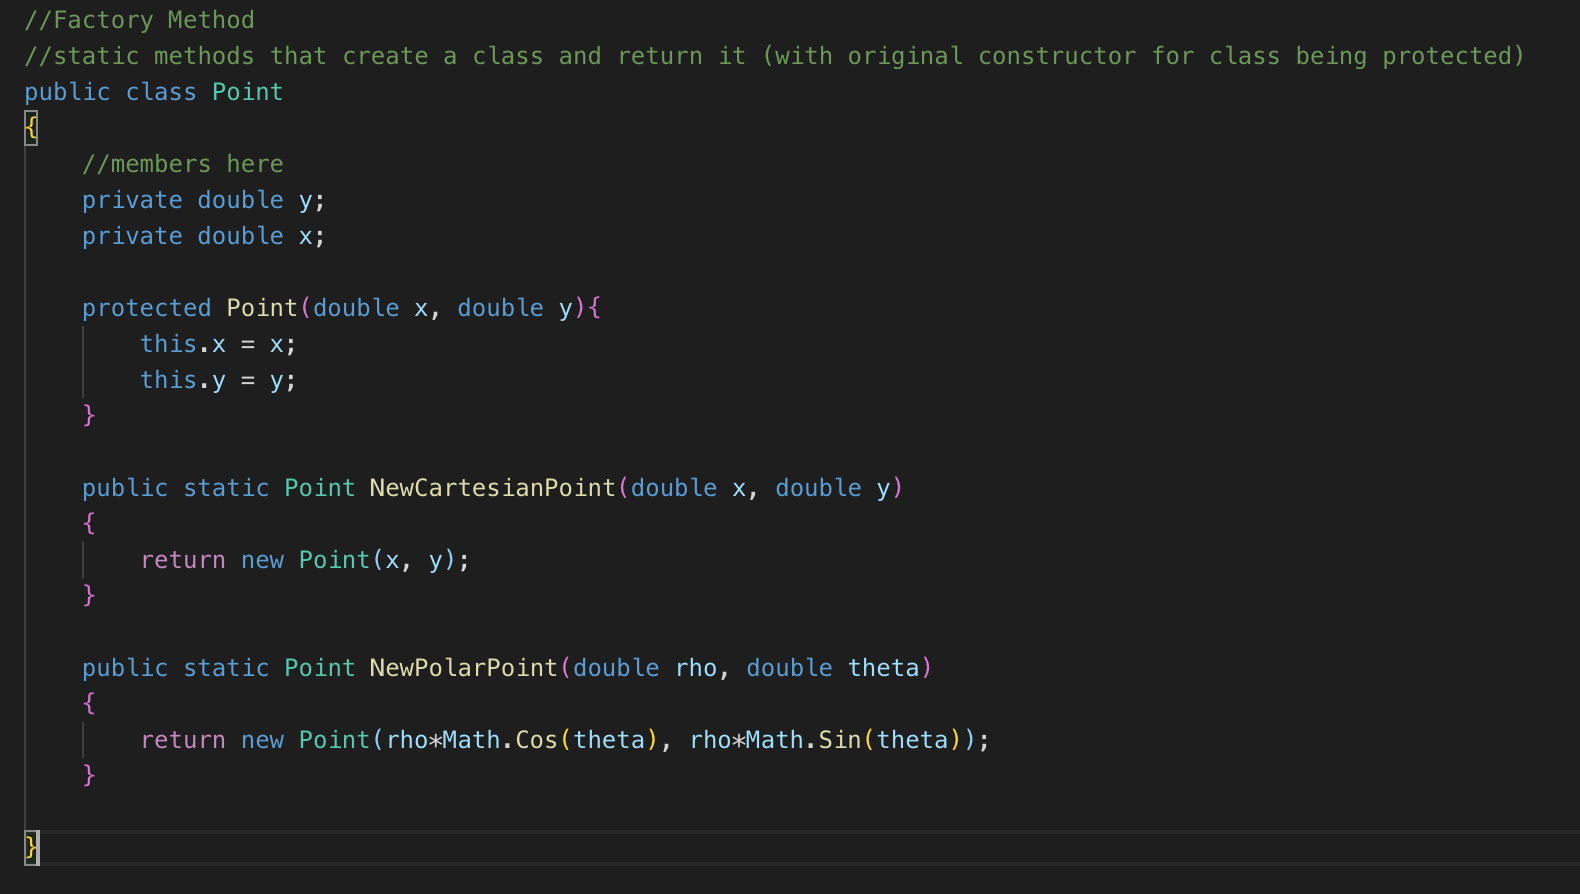 //Factory Method
//static methods that create a class and return it (with original constructor for class being protected)
public class Point
{
    //members here
    private double y;
    private double x;

    protected Point(double x, double y){
        this.x = x;
        this.y = y;
    }

    public static Point NewCartesianPoint(double x, double y)
    {
        return new Point(x, y);
    }

    public static Point NewPolarPoint(double rho, double theta)
    {
        return new Point(rho*Math.Cos(theta), rho*Math.Sin(theta));
    }

}